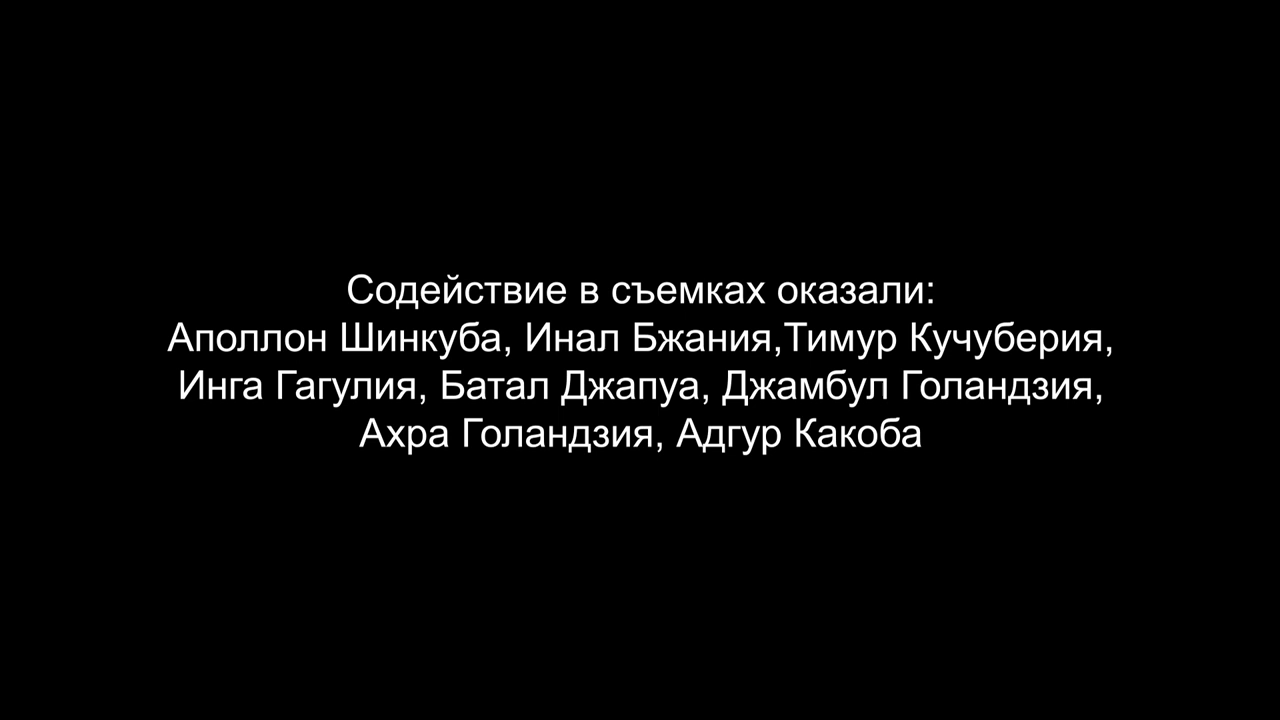 Содействие в съемках оказали:
Аполлон Шинкуба, Инал Бжания,Тимур Кучуберия,
Инга Гагулия, Батал Джапуа, Джамбул Голандзия,
Ахра Голандзия, Адгур Какоба